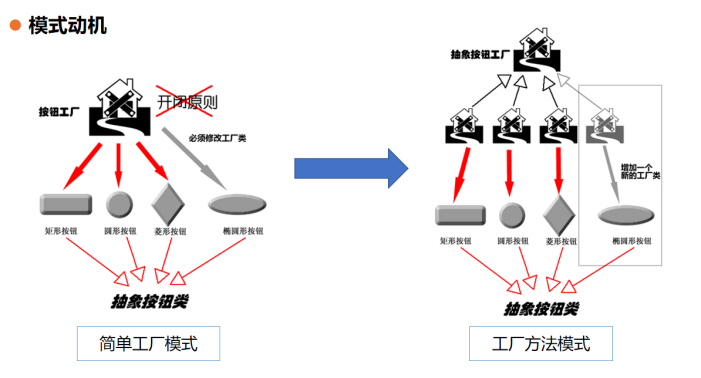 模式动机
按钮工厂
开闭原则
必须修改工厂类
矩形按钮
圆形按钮
菱形按钮
椭圆形按钮
抽象按钮类
简单工厂模式
抽象按钮工厂
增加一个
新的工厂类
矩形按钮
圆形按钮
菱形按钮
椭圆形按钮
抽象按钮类
工厂方法模式